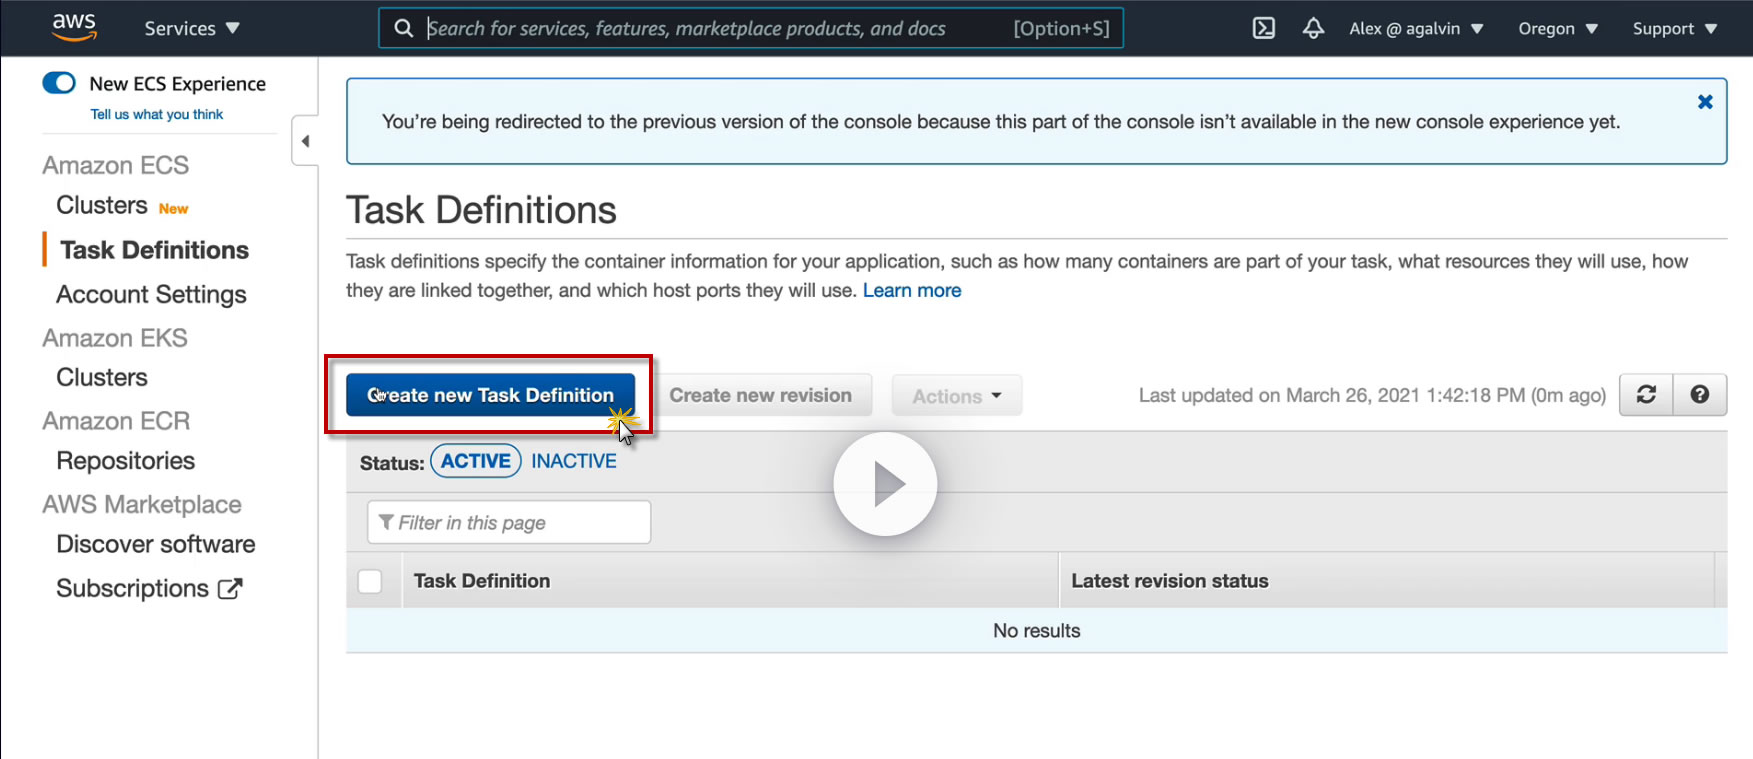 aws
Services
Search for services, features, marketplace products, and docs [Option+S]
Alex @ agalvin
Oregon
Support
New ECS Experience
Tell us what you think
Amazon ECS
Clusters New
Task Definitions
Account Settings
Amazon EKS
Clusters
Amazon ECR
Repositories
AWS Marketplace
Discover software
Subscriptions
You're being redirected to the previous version of the console because this part of the console isn't available in the new console experience yet.
Task Definitions
Task definitions specify the container information for your application, such as how many containers are part of your task, what resources they will use, how
they are linked together, and which host ports they will use. Learn more
Create new Task Definition
Create new revision
Actions
Last updated on March 26, 2021 1:42:18 PM (0m ago)
Status: ACTIVE INACTIVE
Filter in this page
Task Definition
Latest revision status
No results